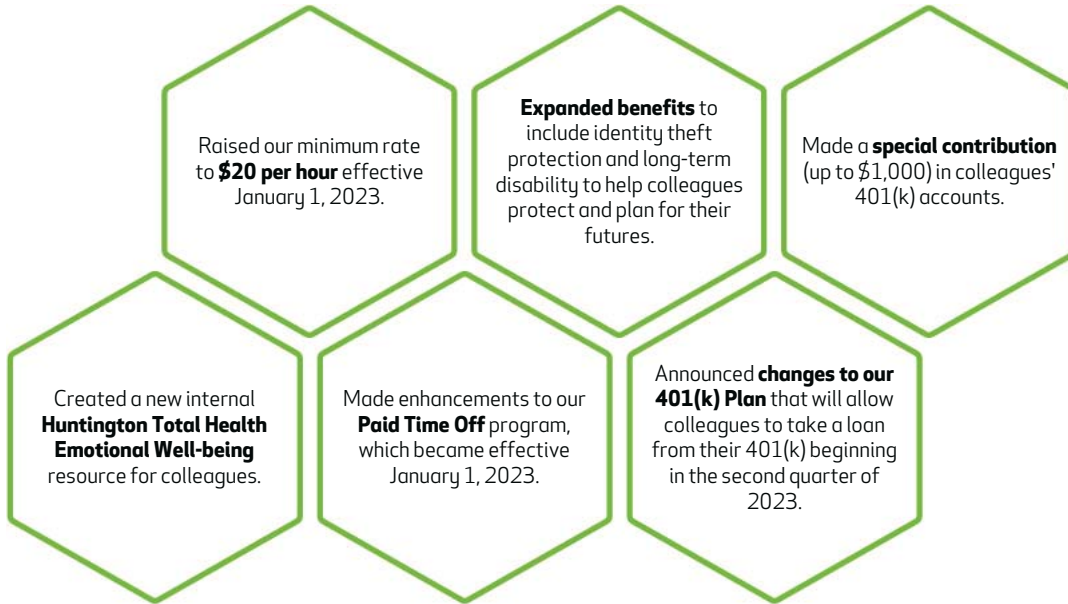 Raised our minimum rate
to $20 per hour effective
January 1, 2023.
Expanded benefits to
include identity theft
protection and long-term
disability to help colleagues
protect and plan for their
futures.
Made a special contribution
(up to $1,000) in colleagues'
401(k) accounts.
Created a new internal
Huntington Total Health
Emotional Well-being
resource for colleagues.
Made enhancements to our
Paid Time Off program,
which became effective
January 1, 2023.
Announced changes to our
401(k) Plan that will allow
colleagues to take a loan
from their 401(k) beginning
in the second quarter of
2023.